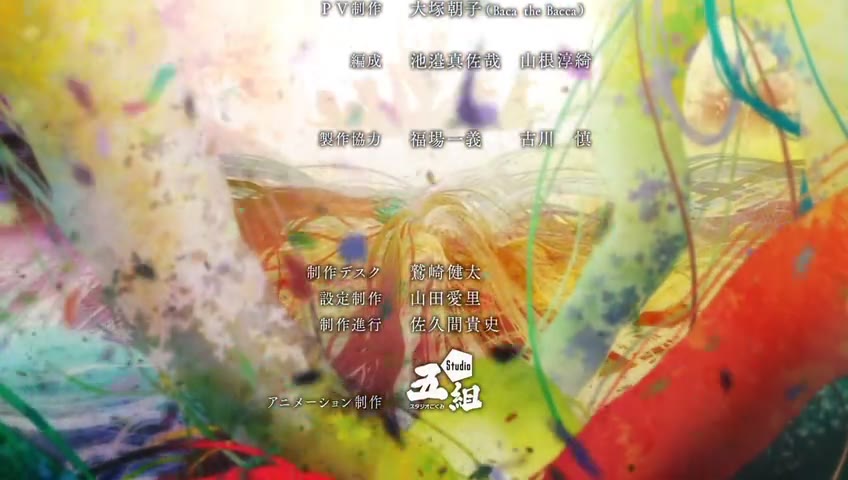 PV制作 大塚朝子(Baca the Bacca)
編成 池邉真佐哉 山根淳綺
製作協力 福場一義 古川 慎
制作デスク 鷲崎健太
設定制作 山田愛里
制作進行 佐久間貴史
アニメーション制作 Studio 五組 スタジオごくみ